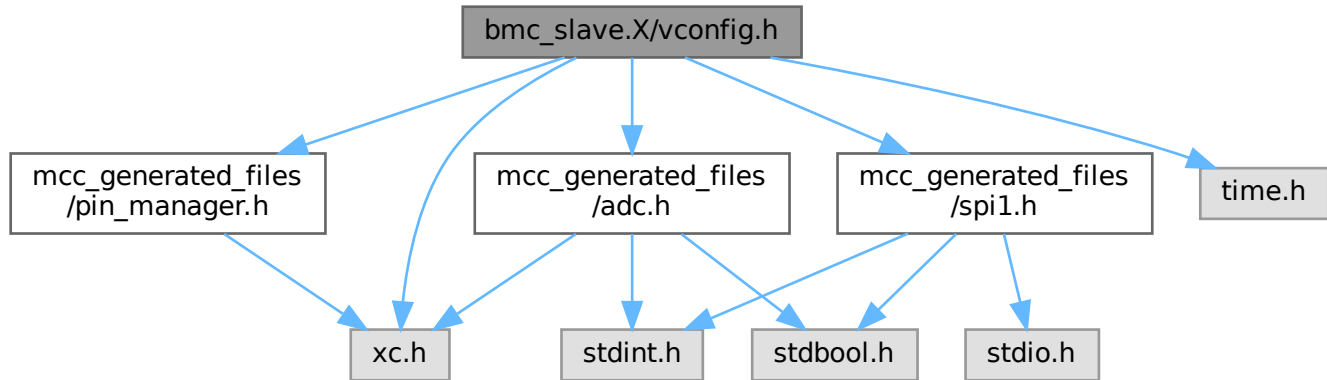 bmc_slave.X/vconfig.h
mcc_generated_files
/pin_manager.h
mcc_generated_files
/adc.h
mcc_generated_files
/spi1.h
time.h
xc.h
stdint.h
stdbool.h
stdio.h